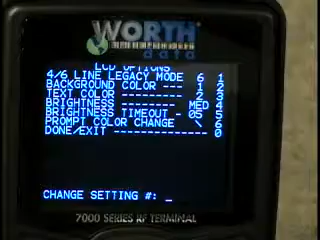 WORTH
data
LCD OPTIONS
4/6 LINE LEGACY MODE 6 1
BACKGROUND COLOR --- 1 2
TEXT COLOR --------- 2 3
BRIGHTNESS ------- MED 4
BRIGHTNESS TIMEOUT - 05 5
PROMPT COLOR CHANGE \ 6
DONE/EXIT -------------- 0
CHANGE SETTING #: _
7000 SERIES RF TERMINAL